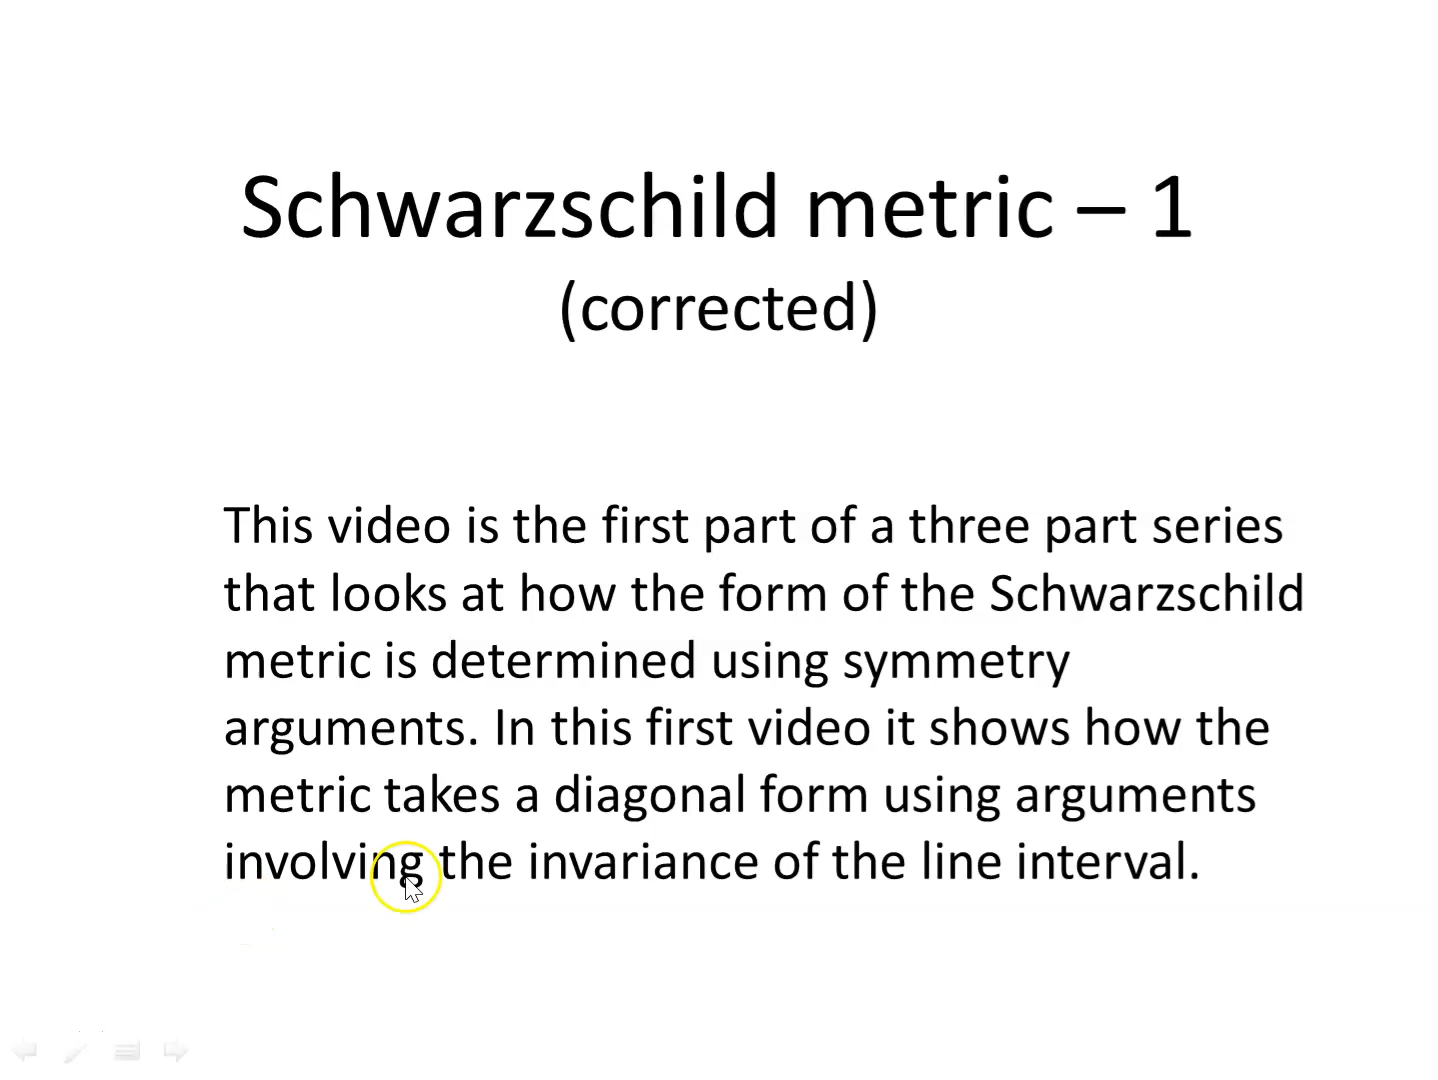 Schwarzschild metric – 1
(corrected)
This video is the first part of a three part series
that looks at how the form of the Schwarzschild
metric is determined using symmetry
arguments. In this first video it shows how the
metric takes a diagonal form using arguments
involving the invariance of the line interval.